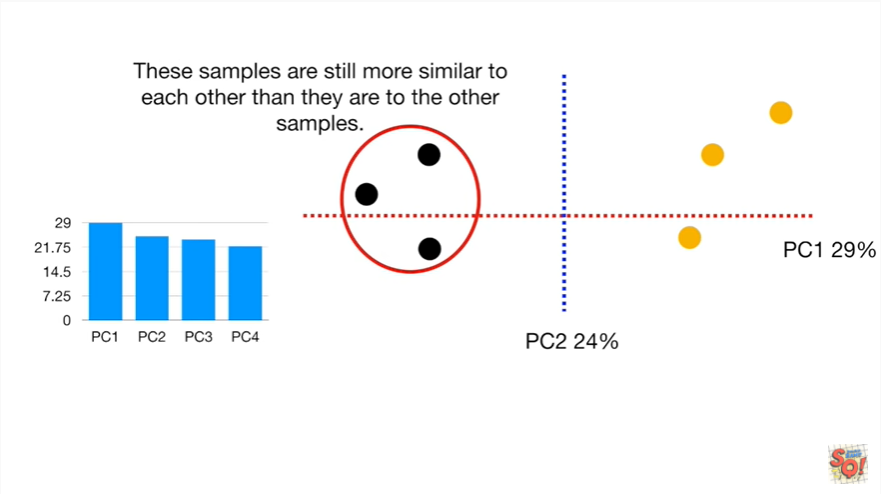 These samples are still more similar to
each other than they are to the other
samples.
29
21.75
14.5
7.25
0
PC1 PC2 PC3 PC4
PC1 29%
PC2 24%
SQ!